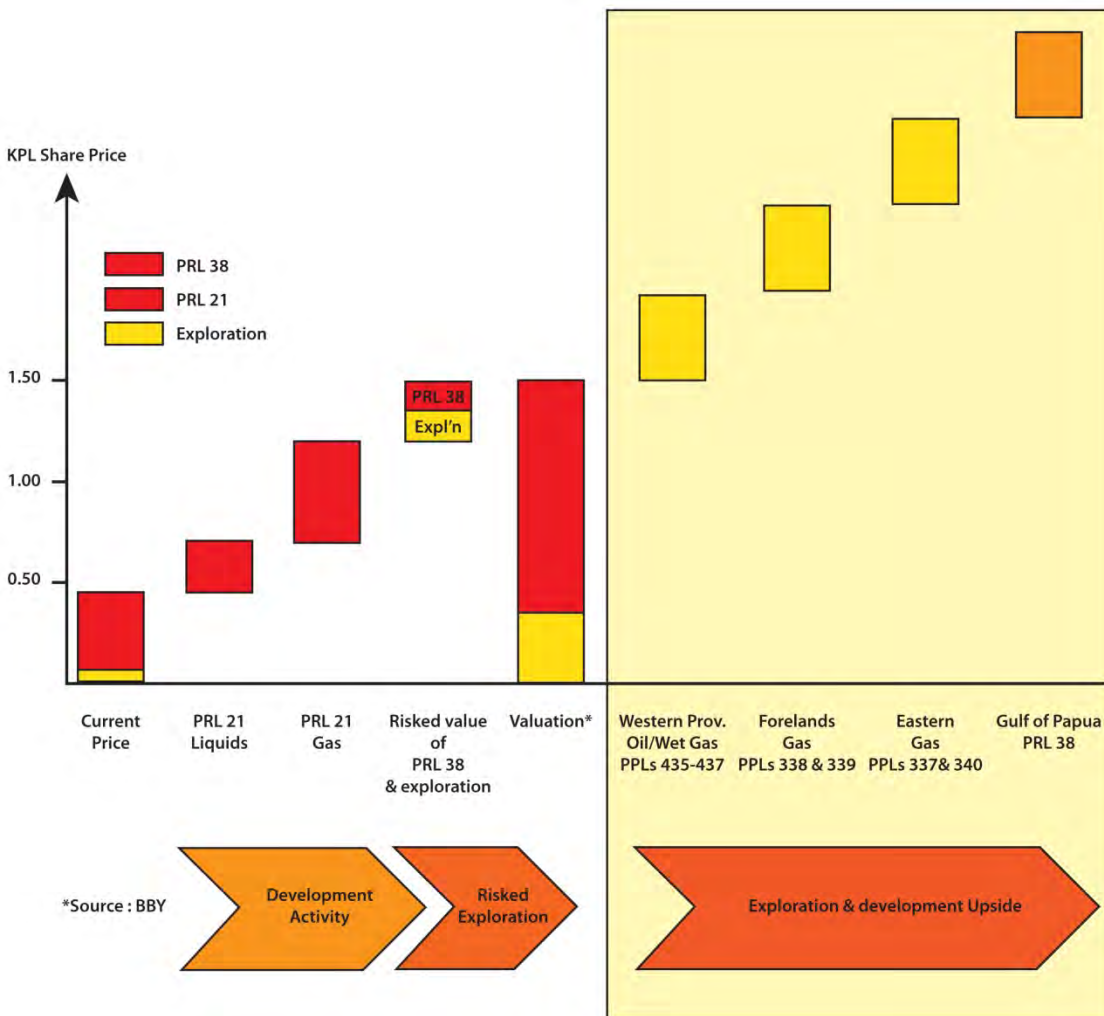 KPL Share Price
PRL 38
PRL 21
Exploration
1.50
1.00
0.50
PRL 38
Expl'n
Current
Price
PRL 21
Liquids
PRL 21
Gas
Risked value
of
PRL 38
& exploration
Valuation*
Western Prov.
Oil/Wet Gas
PPLs 435-437
Forelands
Gas
PPLs 338 & 339
Eastern
Gas
PPLs 337& 340
Gulf of Papua
PRL 38
*Source : BBY
Development
Activity
Risked
Exploration
Exploration & development Upside